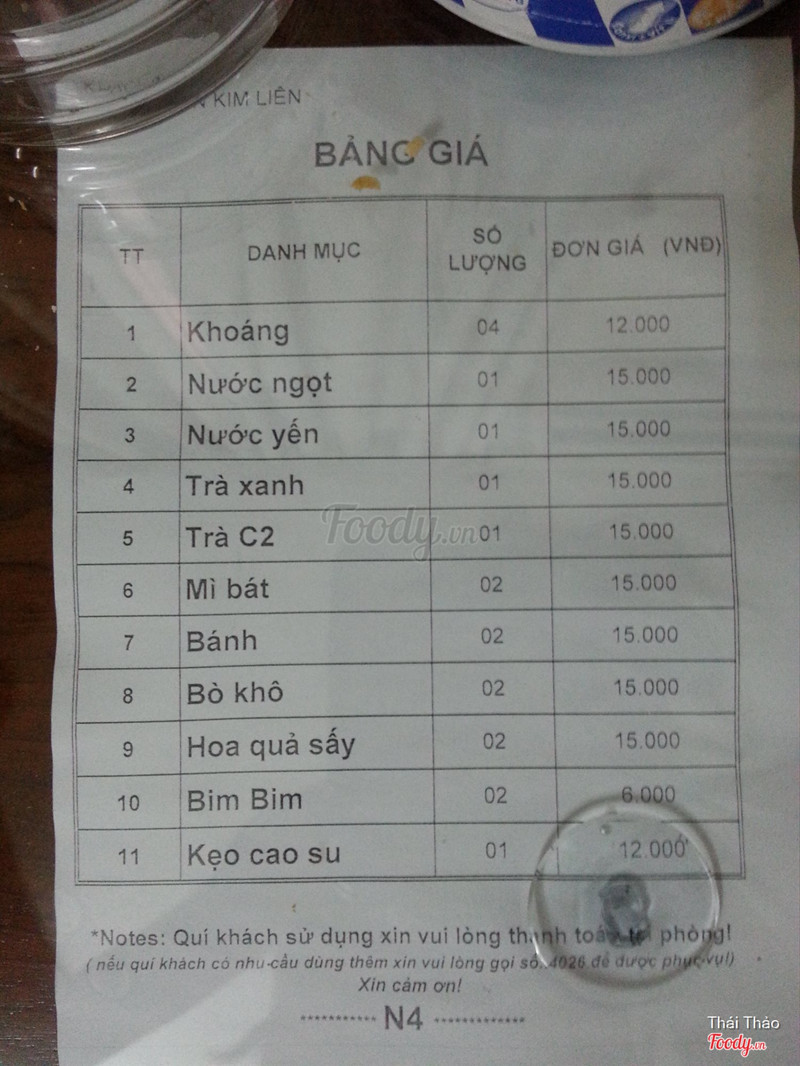 KIM LIÊN
BẢNG GIÁ
TT DANH MỤC SỐ LƯỢNG ĐƠN GIÁ (VNĐ)
1 Khoáng 04 12.000
2 Nước ngọt 01 15.000
3 Nước yến 01 15.000
4 Trà xanh 01 15.000
5 Trà C2 01 15.000
6 Mì bát 02 15.000
7 Bánh 02 15.000
8 Bò khô 02 15.000
9 Hoa quả sấy 02 15.000
10 Bim Bim 02 6.000
11 Kẹo cao su 01 12.000
Foody.vn
*Notes: Quí khách sử dụng xin vui lòng thanh toán tại phòng!
( nếu quí khách có nhu cầu dùng thêm xin vui lòng gọi số: 4026 để được phục vụ!)
Xin cảm ơn!
----------- N4 -------------
Thái Thảo
Foody.vn